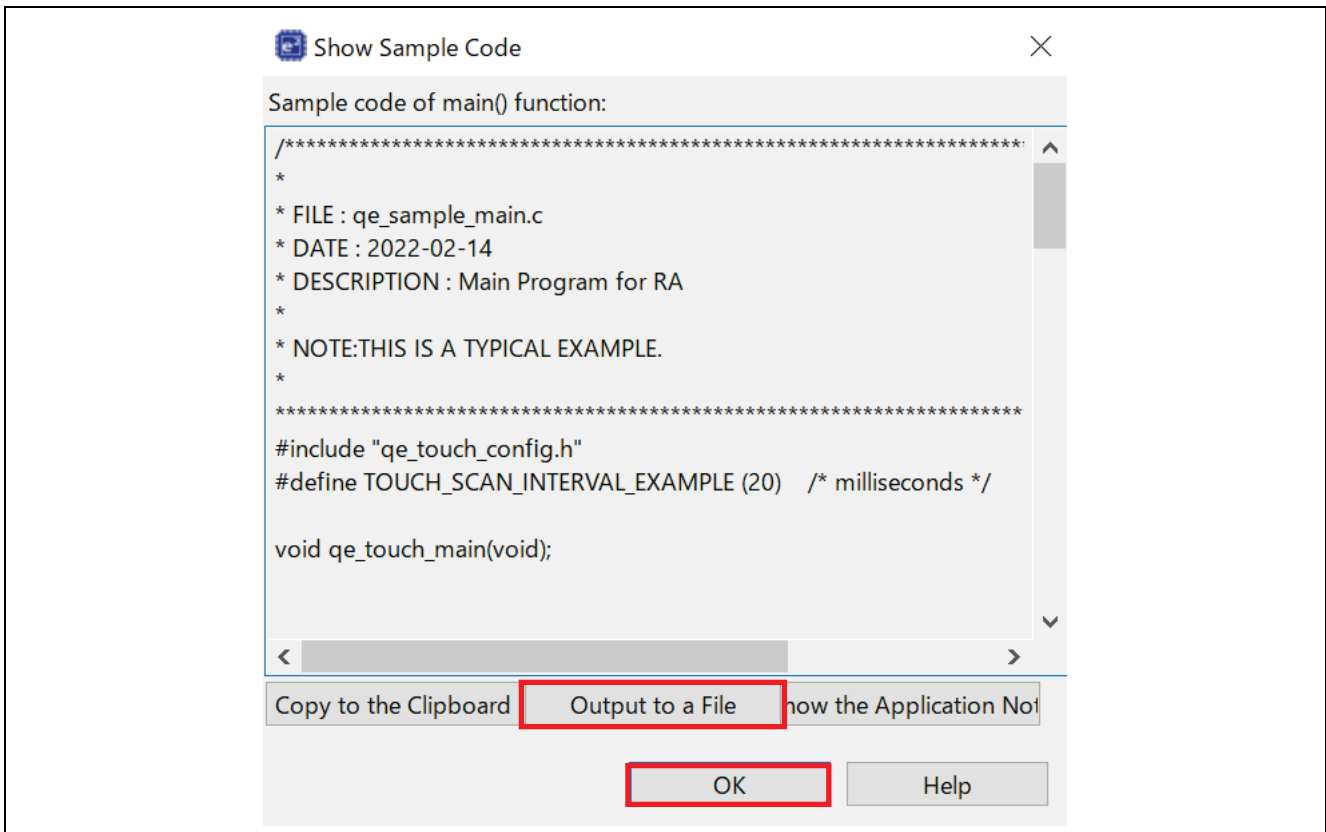 Show Sample Code
Sample code of main() function:
/**********************************************************************
*
* FILE : qe_sample_main.c
* DATE : 2022-02-14
* DESCRIPTION : Main Program for RA
*
* NOTE:THIS IS A TYPICAL EXAMPLE.
*
**********************************************************************
#include "qe_touch_config.h"
#define TOUCH_SCAN_INTERVAL_EXAMPLE (20)    /* milliseconds */
void qe_touch_main(void);
Copy to the Clipboard Output to a File how the Application Not
OK Help